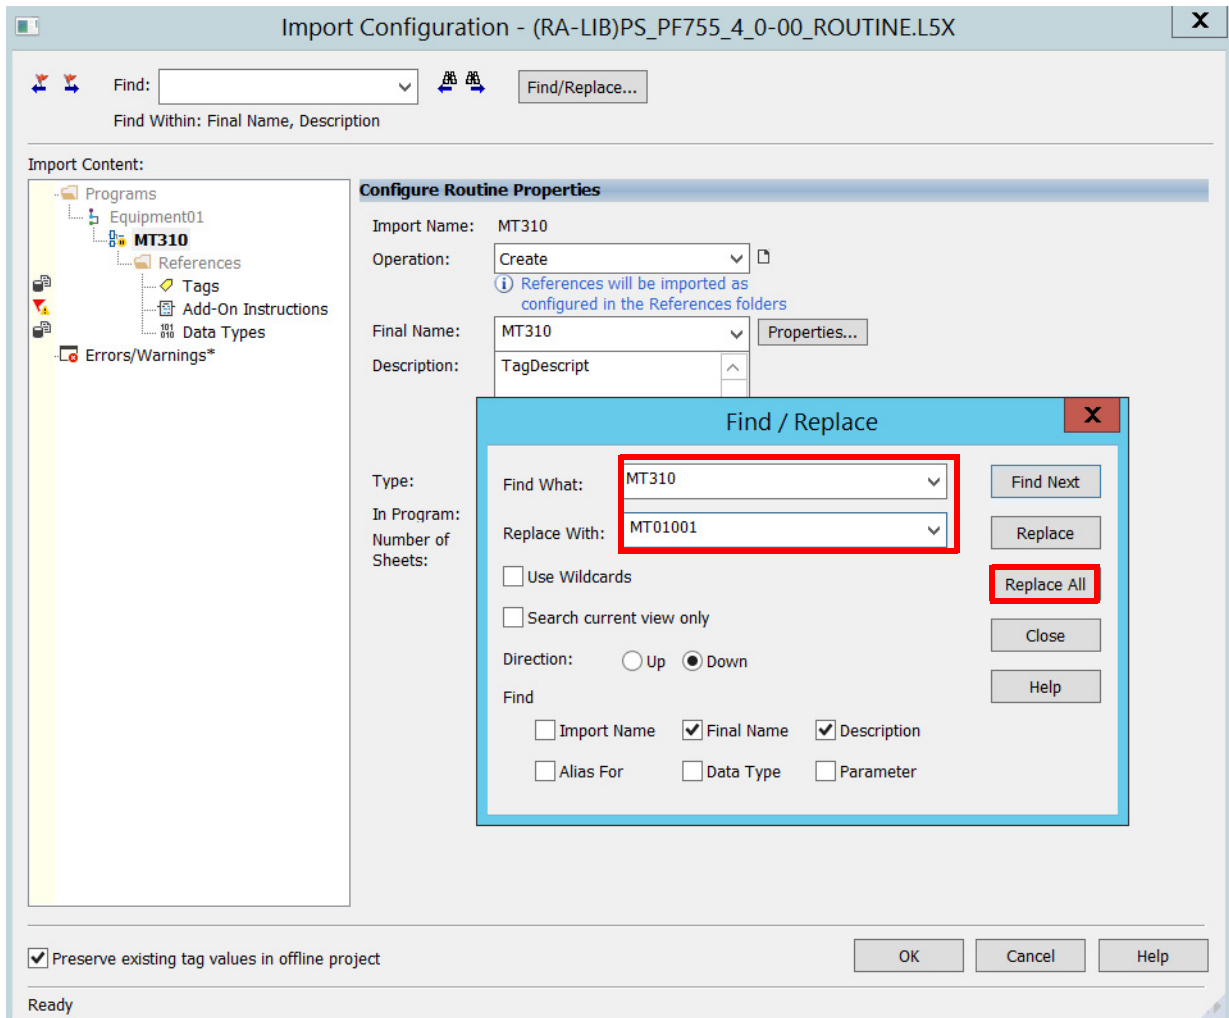 Import Configuration - (RA-LIB)PS_PF755_4_0-00_ROUTINE.L5X
X
Find:
Find/Replace...
Find Within: Final Name, Description
Import Content:
Programs
Equipment01
MT310
References
Tags
Add-On Instructions
Data Types
Errors/Warnings*
Configure Routine Properties
Import Name: MT310
Operation: Create
References will be imported as
configured in the References folders
Final Name: MT310 Properties...
Description: TagDescript
Type:
In Program:
Number of
Sheets:
Find / Replace
X
Find What: MT310 Find Next
Replace With: MT01001 Replace
Use Wildcards
Replace All
Search current view only
Close
Direction: Up Down
Help
Find
Import Name Final Name Description
Alias For Data Type Parameter
Preserve existing tag values in offline project
OK Cancel Help
Ready